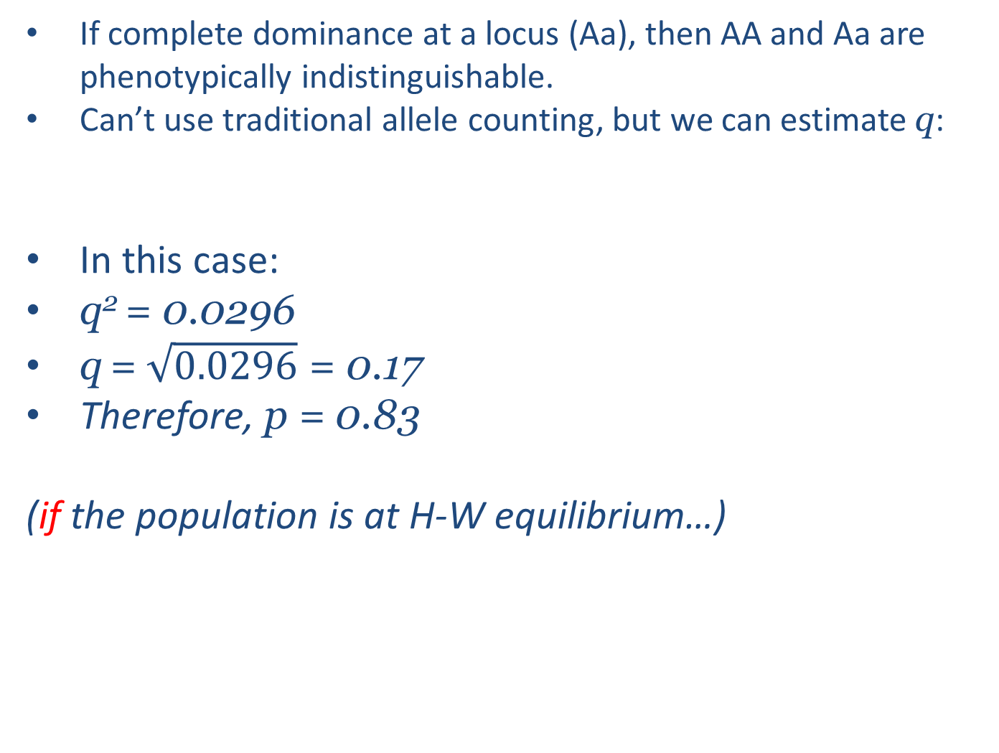 • If complete dominance at a locus (Aa), then AA and Aa are
phenotypically indistinguishable.
• Can’t use traditional allele counting, but we can estimate q:
• In this case:
• q² = 0.0296
• q = √0.0296 = 0.17
• Therefore, p = 0.83
(if the population is at H-W equilibrium…)